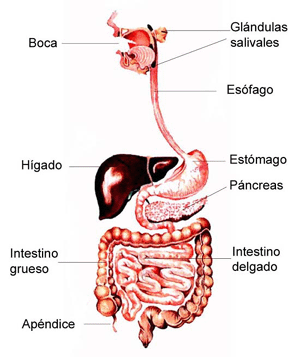 Glándulas
salivales
Boca
Esófago
Hígado
Estómago
Páncreas
Intestino
grueso
Intestino
delgado
Apéndice